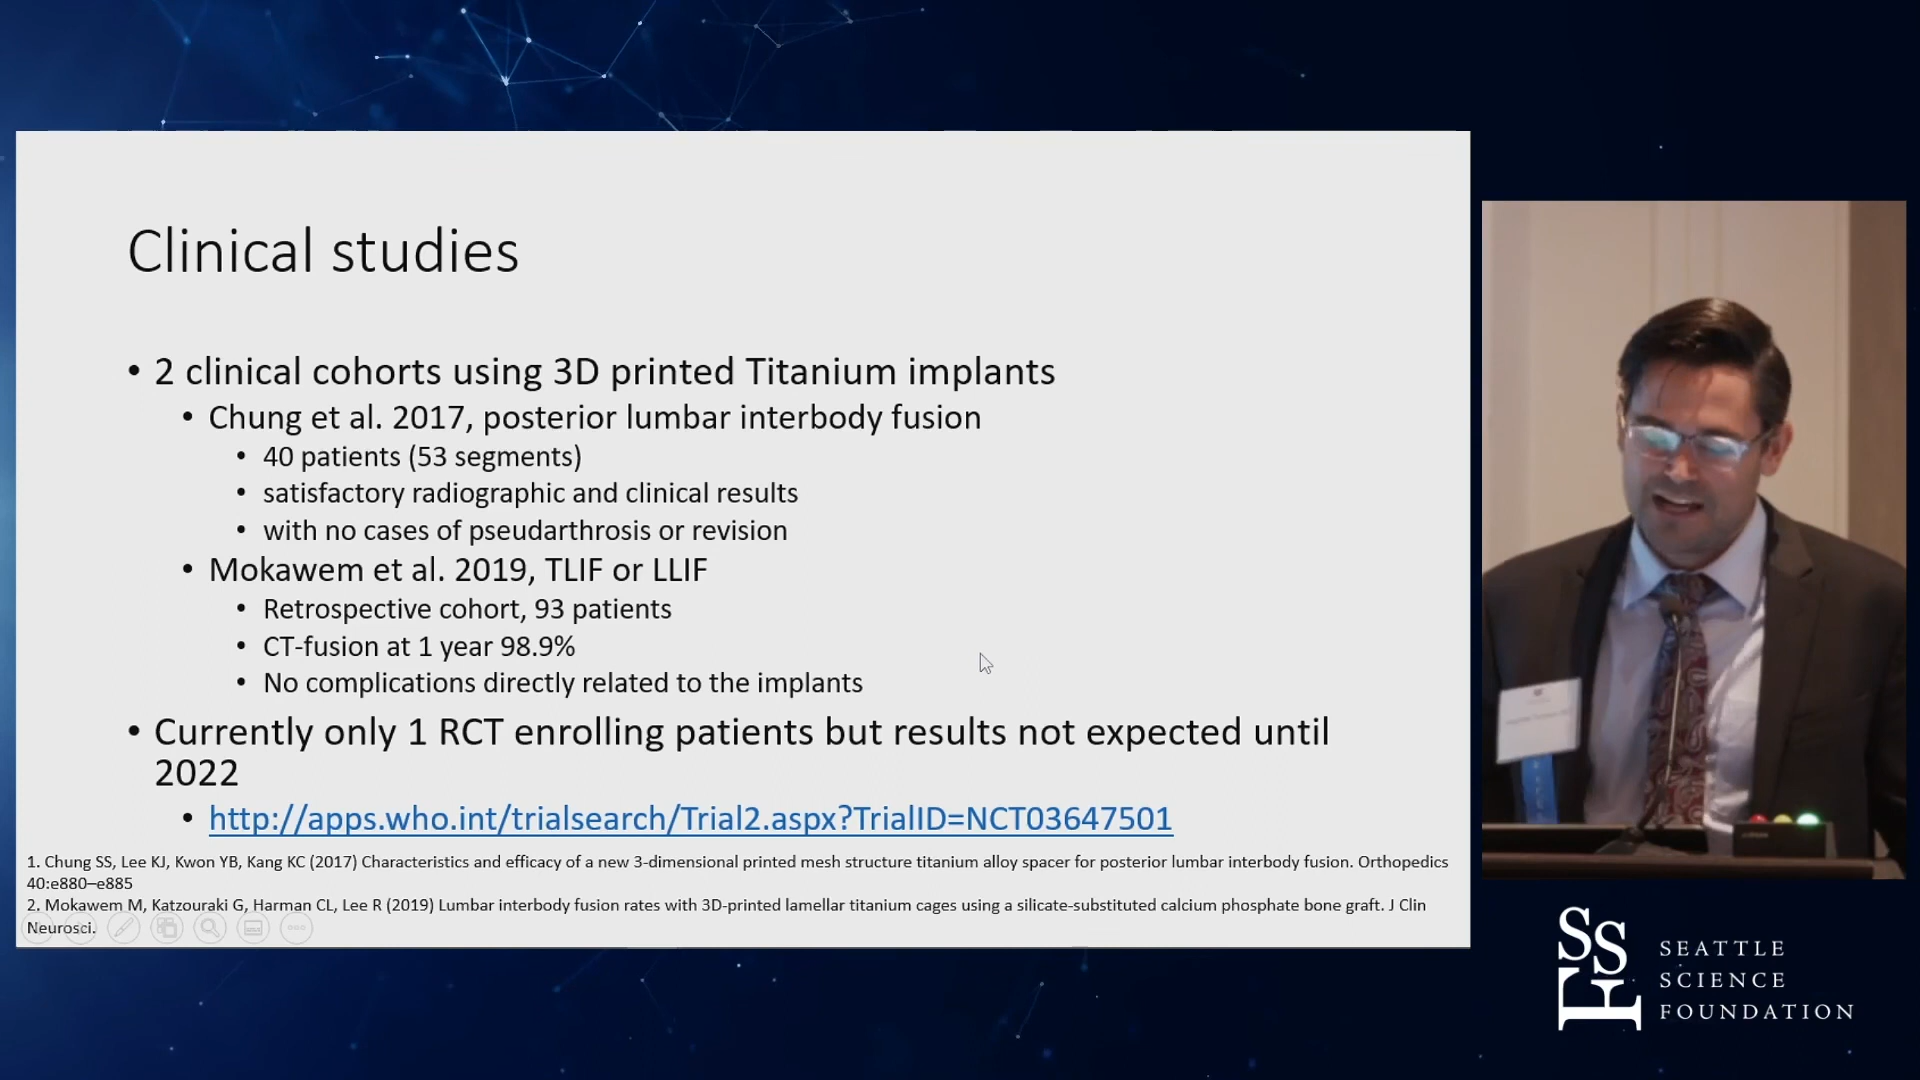 Clinical studies
• 2 clinical cohorts using 3D printed Titanium implants
• Chung et al. 2017, posterior lumbar interbody fusion
• 40 patients (53 segments)
• satisfactory radiographic and clinical results
• with no cases of pseudarthrosis or revision
• Mokawem et al. 2019, TLIF or LLIF
• Retrospective cohort, 93 patients
• CT-fusion at 1 year 98.9%
• No complications directly related to the implants
• Currently only 1 RCT enrolling patients but results not expected until
2022
• http://apps.who.int/trialsearch/Trial2.aspx?TrialID=NCT03647501
1. Chung SS, Lee KJ, Kwon YB, Kang KC (2017) Characteristics and efficacy of a new 3-dimensional printed mesh structure titanium alloy spacer for posterior lumbar interbody fusion. Orthopedics
40:e880–e885
2. Mokawem M, Katzouraki G, Harman CL, Lee R (2019) Lumbar interbody fusion rates with 3D-printed lamellar titanium cages using a silicate-substituted calcium phosphate bone graft. J Clin
Neurosci.
SSF
SEATTLE
SCIENCE
FOUNDATION